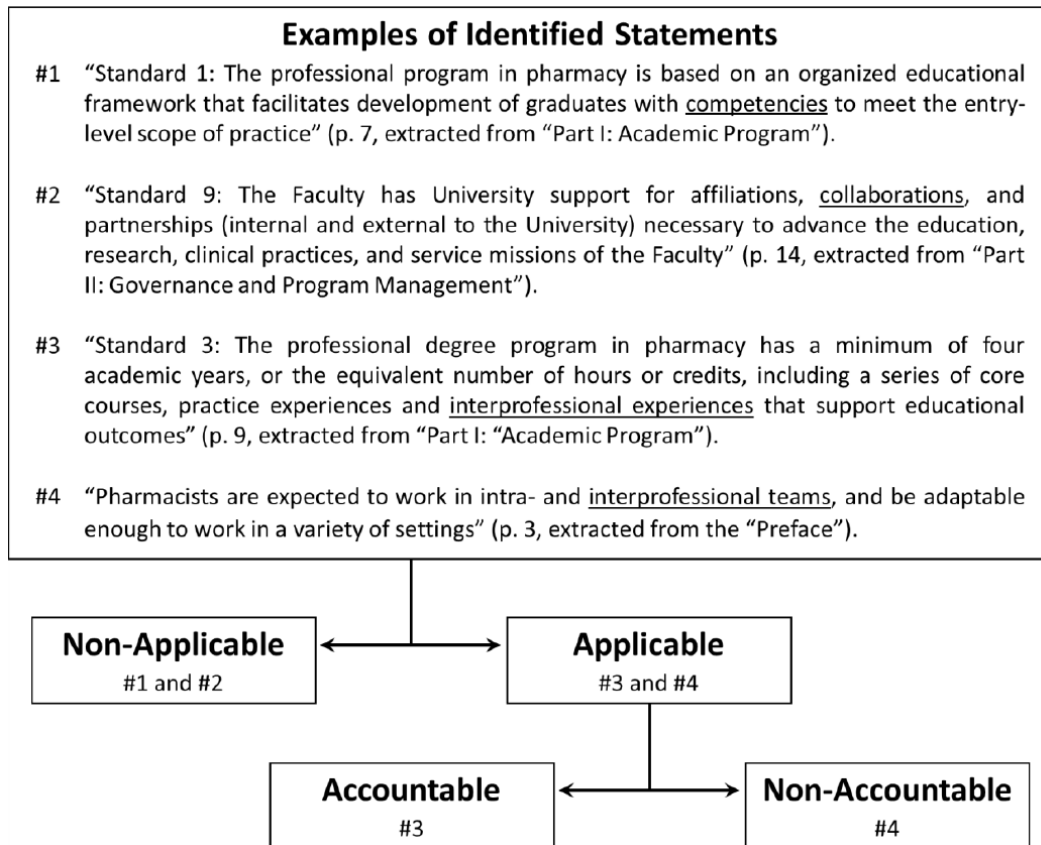 Examples of Identified Statements
#1 “Standard 1: The professional program in pharmacy is based on an organized educational
framework that facilitates development of graduates with competencies to meet the entry-
level scope of practice” (p. 7, extracted from “Part I: Academic Program”).
#2 “Standard 9: The Faculty has University support for affiliations, collaborations, and
partnerships (internal and external to the University) necessary to advance the education,
research, clinical practices, and service missions of the Faculty” (p. 14, extracted from “Part
II: Governance and Program Management”).
#3 “Standard 3: The professional degree program in pharmacy has a minimum of four
academic years, or the equivalent number of hours or credits, including a series of core
courses, practice experiences and interprofessional experiences that support educational
outcomes” (p. 9, extracted from “Part I: “Academic Program”).
#4 “Pharmacists are expected to work in intra- and interprofessional teams, and be adaptable
enough to work in a variety of settings” (p. 3, extracted from the “Preface”).
Non-Applicable
#1 and #2
Applicable
#3 and #4
Accountable
#3
Non-Accountable
#4